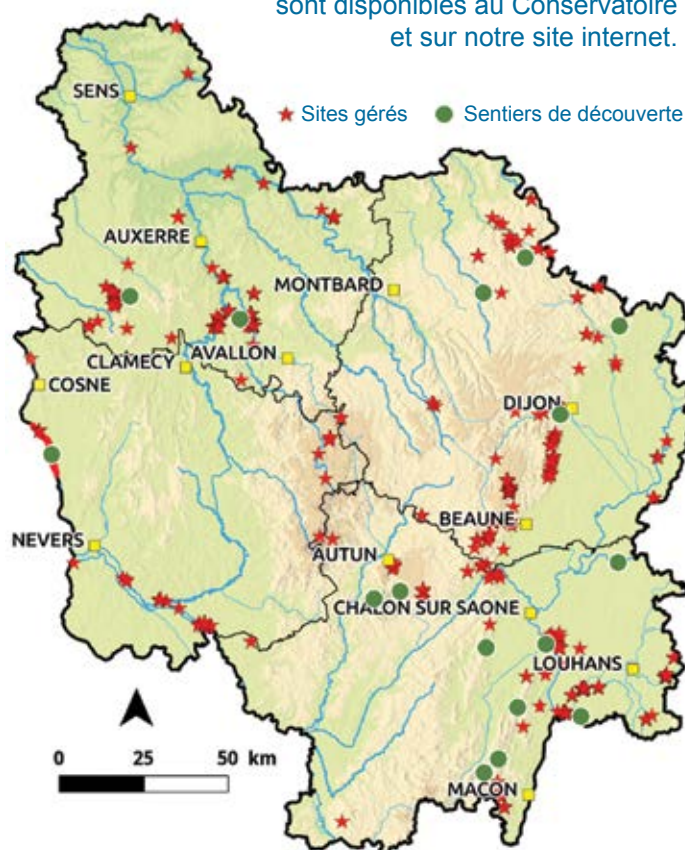 sont disponibles au Conservatoire
et sur notre site internet.
SENS
Sites gérés
Sentiers de découverte
AUXERRE
MONTBARD
CLAMECY
AVALLON
COSNE
DIJON
BEAUNE
NEVERS
AUTUN
CHALON SUR SAONE
LOUHANS
0 25 50 km
MACON